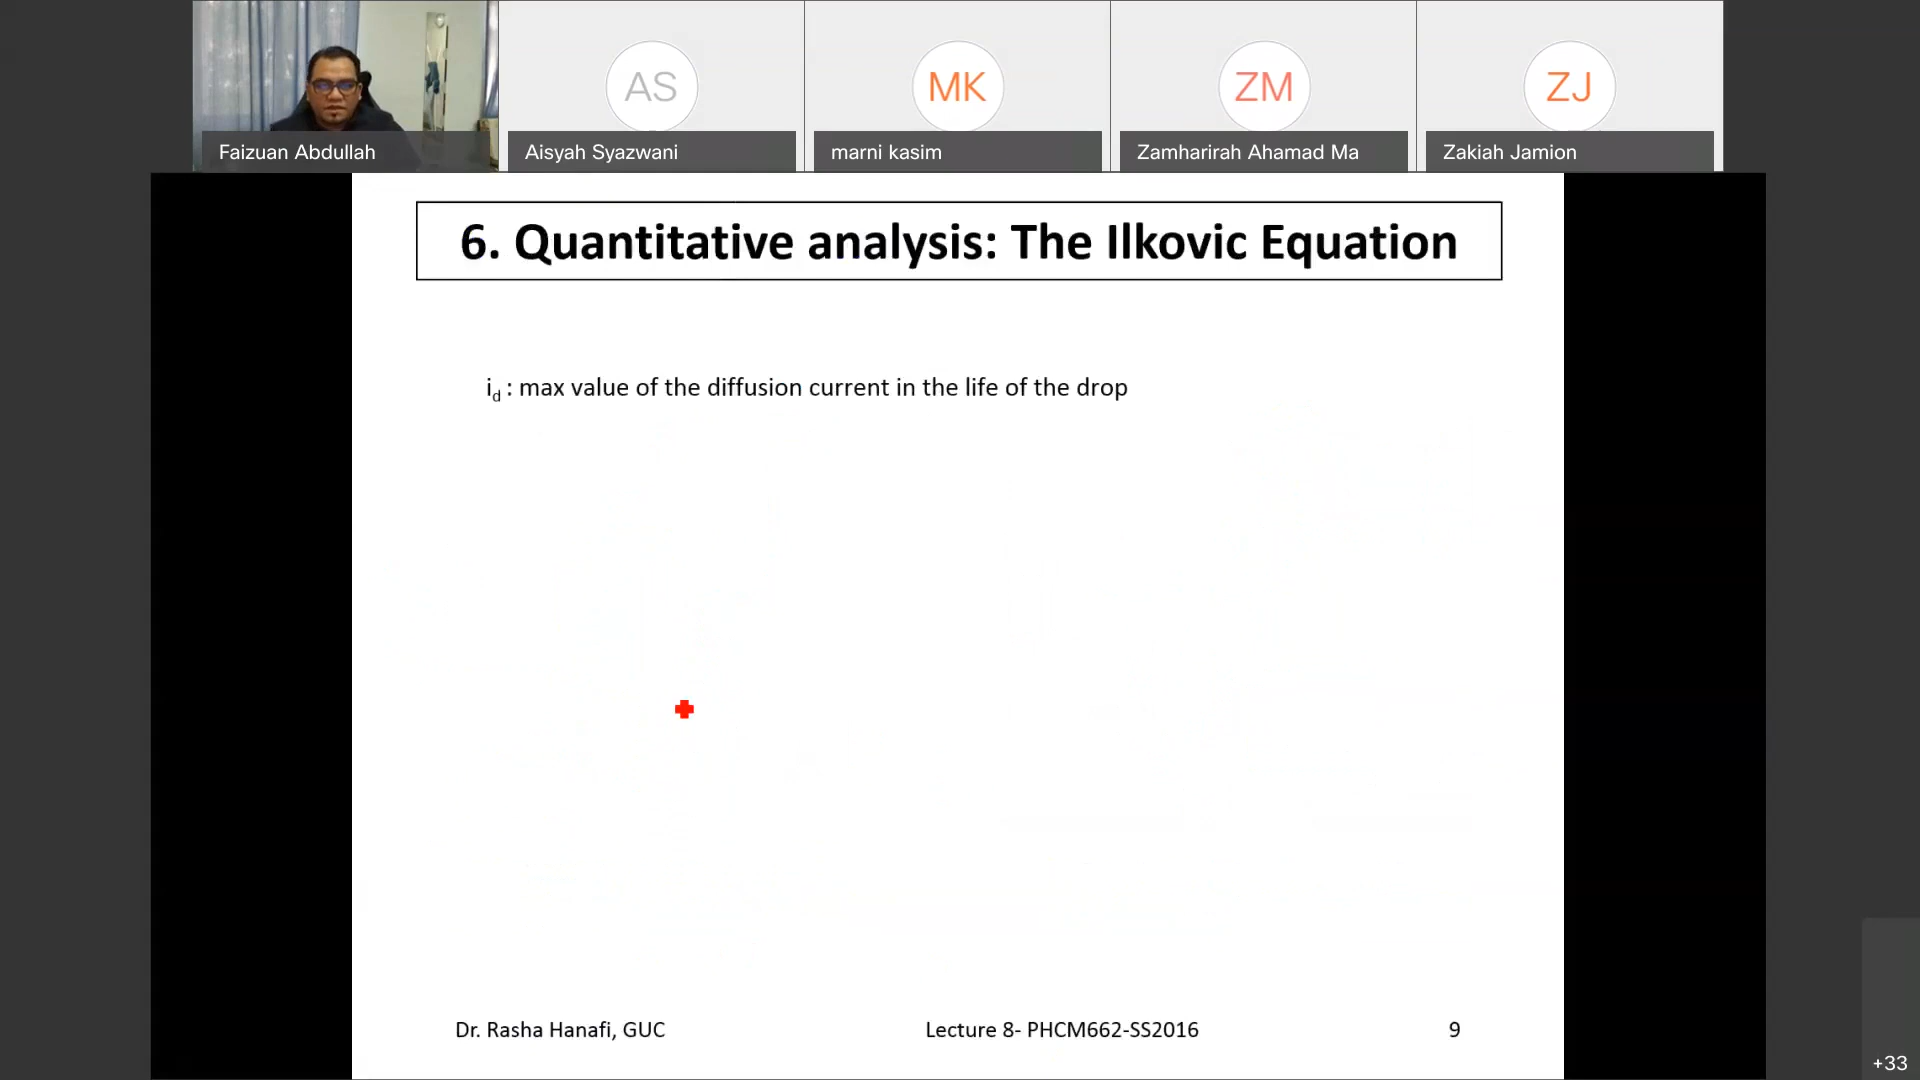 AS
MK
ZM
ZJ
Faizuan Abdullah
Aisyah Syazwani
marni kasim
Zamharirah Ahamad Ma
Zakiah Jamion
6. Quantitative analysis: The Ilkovic Equation
id : max value of the diffusion current in the life of the drop
Dr. Rasha Hanafi, GUC
Lecture 8- PHCM662-SS2016
9
+33